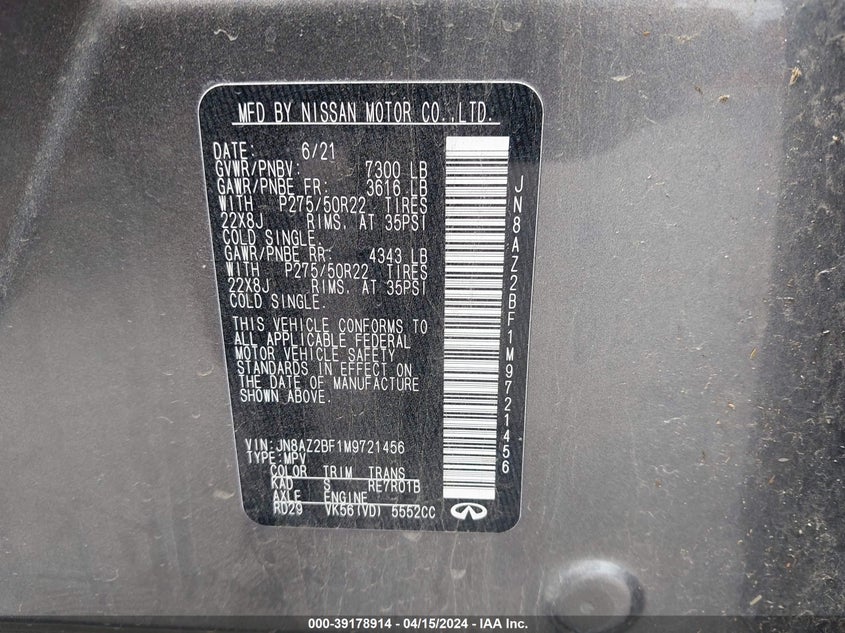 MFD BY NISSAN MOTOR CO.,LTD.
DATE: 6/21
GVWR/PNBV: 7300 LB
GAWR/PNBE FR: 3616 LB
WITH P275/50R22 TIRES
22X8J RIMS. AT 35PSI
COLD SINGLE.
GAWR/PNBE RR: 4343 LB
WITH P275/50R22 TIRES
22X8J RIMS. AT 35PSI
COLD SINGLE.
THIS VEHICLE CONFORMS TO
ALL APPLICABLE FEDERAL
MOTOR VEHICLE SAFETY
STANDARDS IN EFFECT ON
THE DATE OF MANUFACTURE
SHOWN ABOVE.
VIN:JN8AZ2BF1M9721456
TYPE:MPV
COLOR TRIM TRANS
KAD S RE7R01B
AXLE ENGINE
RD29 VK56(VD) 5552CC
JN8AZ2BF1M9721456
000-39178914 - 04/15/2024 - IAA Inc.